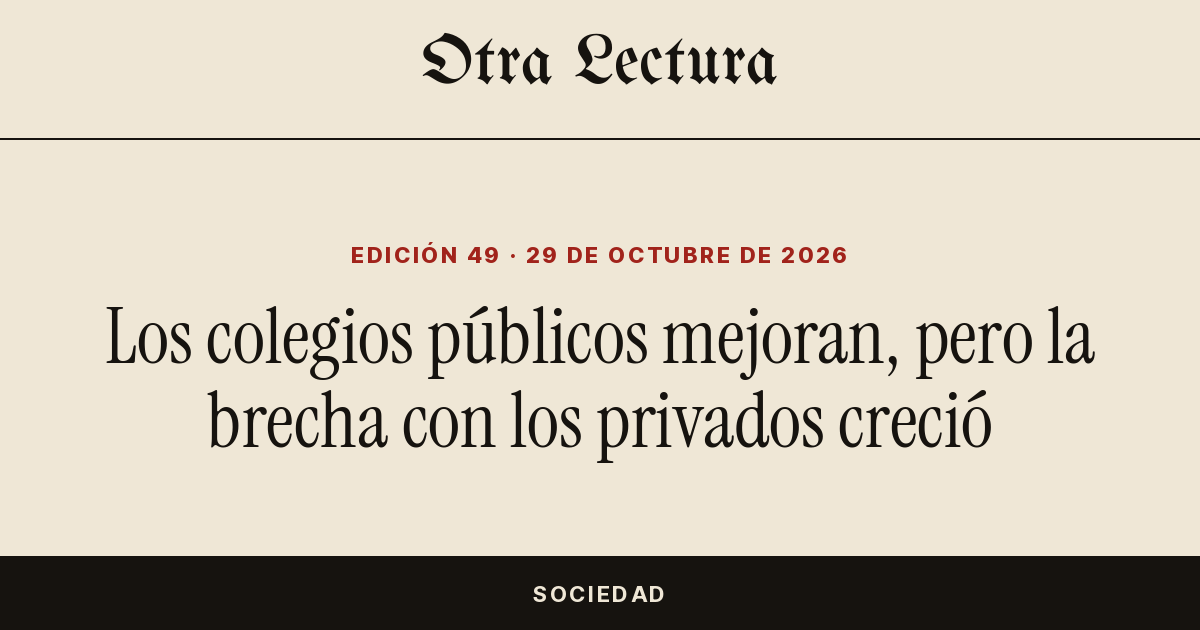 Otra Lectura
EDICIÓN 49 · 29 DE OCTUBRE DE 2026
Los colegios públicos mejoran, pero la
brecha con los privados creció
SOCIEDAD